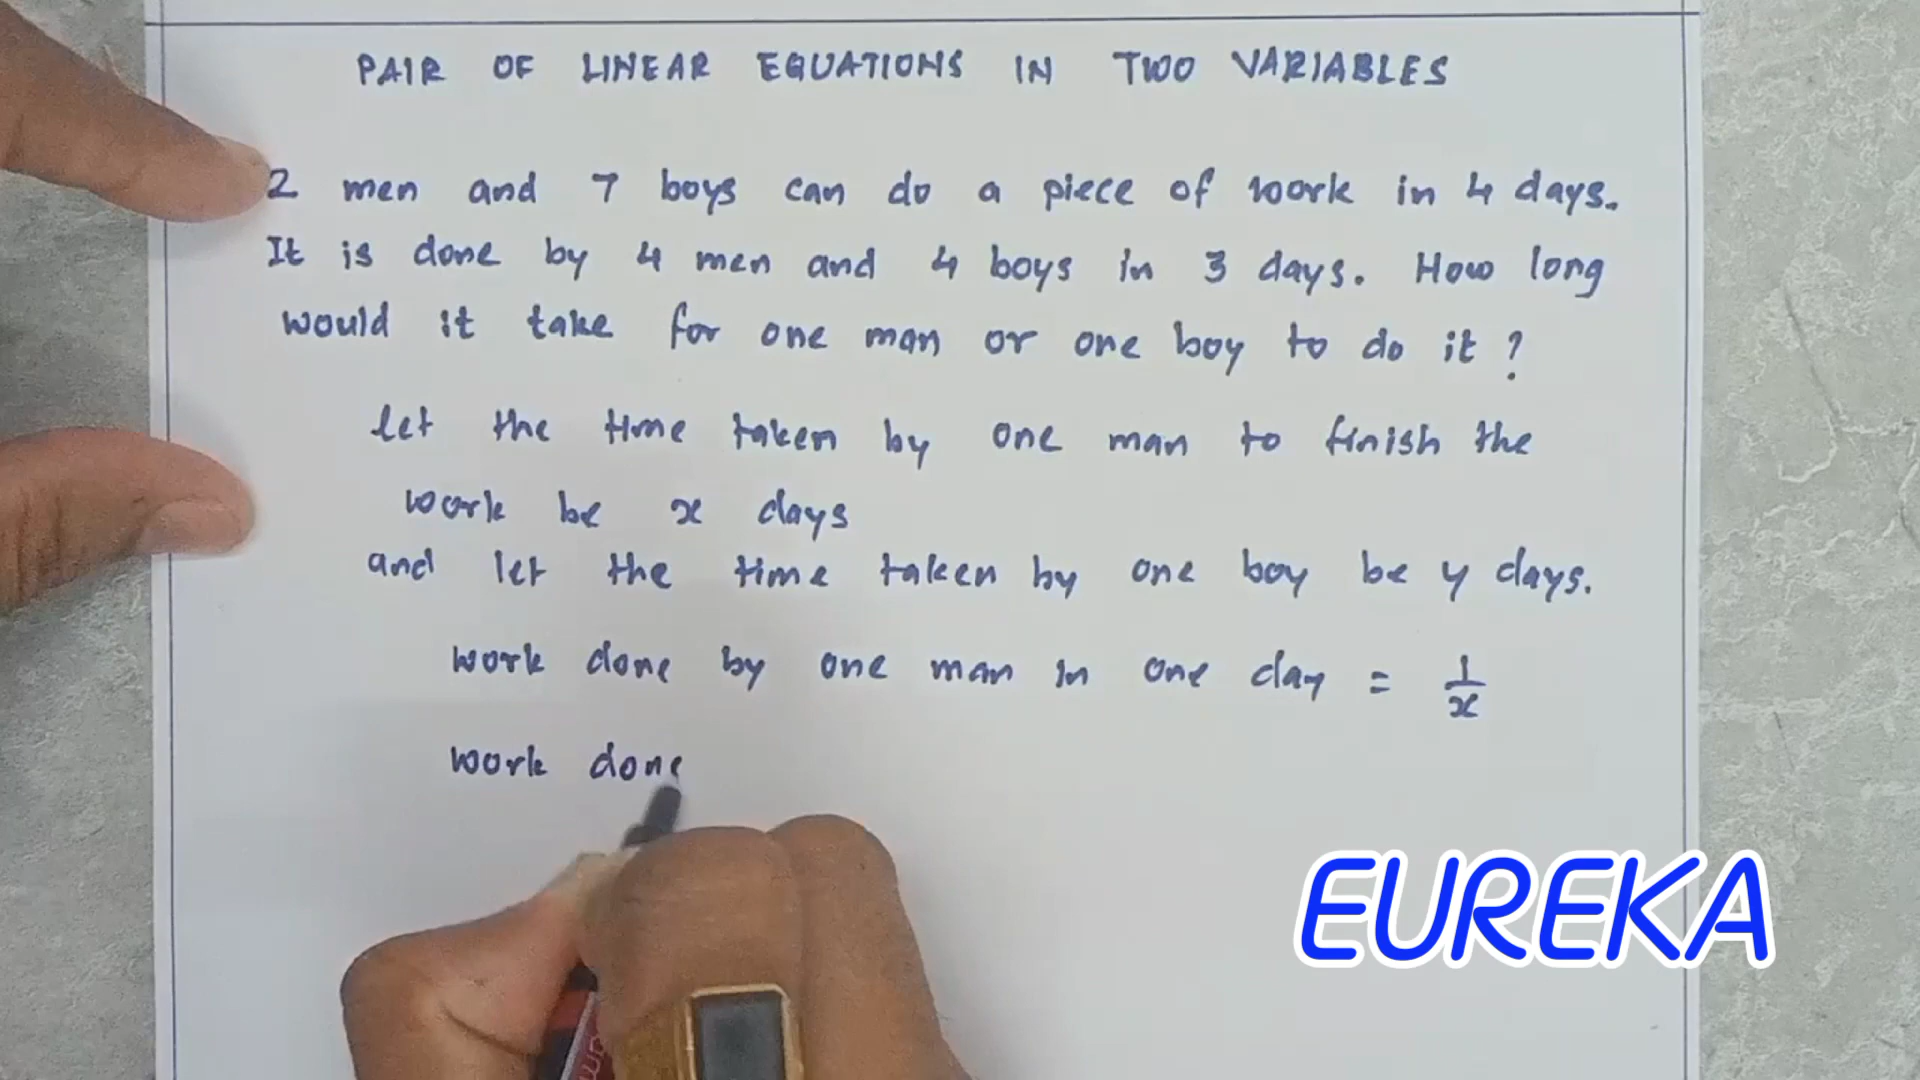 PAIR OF LINEAR EQUATIONS IN TWO VARIABLES
2 men and 7 boys can do a piece of work in 4 days.
It is done by 4 men and 4 boys in 3 days. How long
would it take for one man or one boy to do it?
let the time taken by one man to finish the
work be x days
and let the time taken by one boy be y days.
work done by one man in one day = 1/x
work done
EUREKA